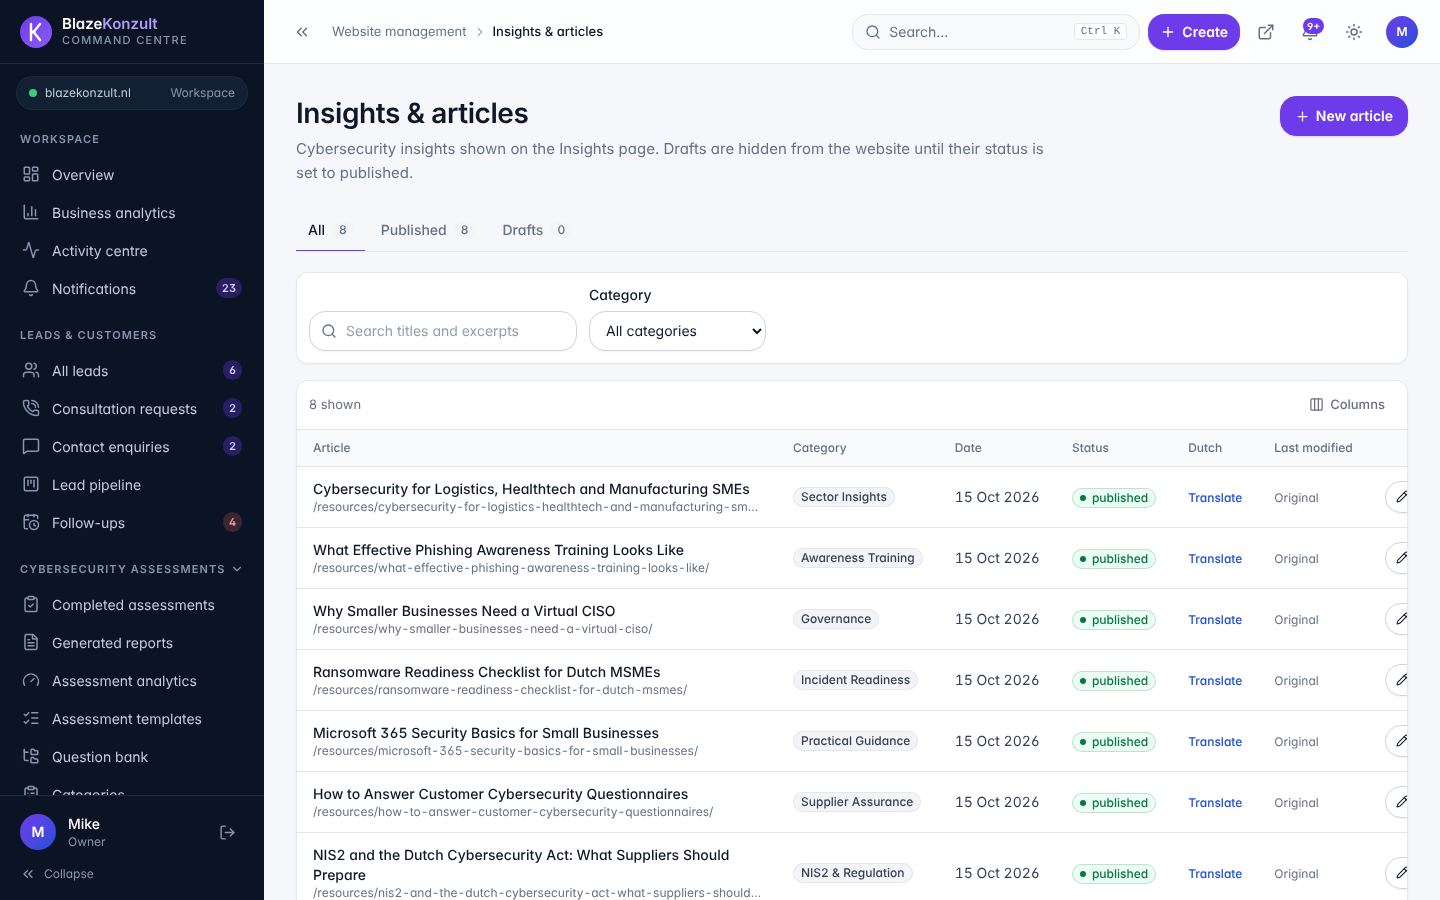 BlazeKonzult
COMMAND CENTRE
blazekonzult.nl Workspace
WORKSPACE
Overview
Business analytics
Activity centre
Notifications 23
LEADS & CUSTOMERS
All leads 6
Consultation requests 2
Contact enquiries 2
Lead pipeline
Follow-ups 4
CYBERSECURITY ASSESSMENTS
Completed assessments
Generated reports
Assessment analytics
Assessment templates
Question bank
Categories
M
Mike
Owner
Collapse
Website management Insights & articles
Search... Ctrl K
Create
9+
M
Insights & articles
New article
Cybersecurity insights shown on the Insights page. Drafts are hidden from the website until their status is
set to published.
All 8 Published 8 Drafts 0
Category
Search titles and excerpts All categories
8 shown Columns
Article Category Date Status Dutch Last modified
Cybersecurity for Logistics, Healthtech and Manufacturing SMEs
/resources/cybersecurity-for-logistics-healthtech-and-manufacturing-sm...
Sector Insights 15 Oct 2026 published Translate Original
What Effective Phishing Awareness Training Looks Like
/resources/what-effective-phishing-awareness-training-looks-like/
Awareness Training 15 Oct 2026 published Translate Original
Why Smaller Businesses Need a Virtual CISO
/resources/why-smaller-businesses-need-a-virtual-ciso/
Governance 15 Oct 2026 published Translate Original
Ransomware Readiness Checklist for Dutch MSMEs
/resources/ransomware-readiness-checklist-for-dutch-msmes/
Incident Readiness 15 Oct 2026 published Translate Original
Microsoft 365 Security Basics for Small Businesses
/resources/microsoft-365-security-basics-for-small-businesses/
Practical Guidance 15 Oct 2026 published Translate Original
How to Answer Customer Cybersecurity Questionnaires
/resources/how-to-answer-customer-cybersecurity-questionnaires/
Supplier Assurance 15 Oct 2026 published Translate Original
NIS2 and the Dutch Cybersecurity Act: What Suppliers Should
Prepare
/resources/nis2-and-the-dutch-cybersecurity-act-what-suppliers-should...
NIS2 & Regulation 15 Oct 2026 published Translate Original